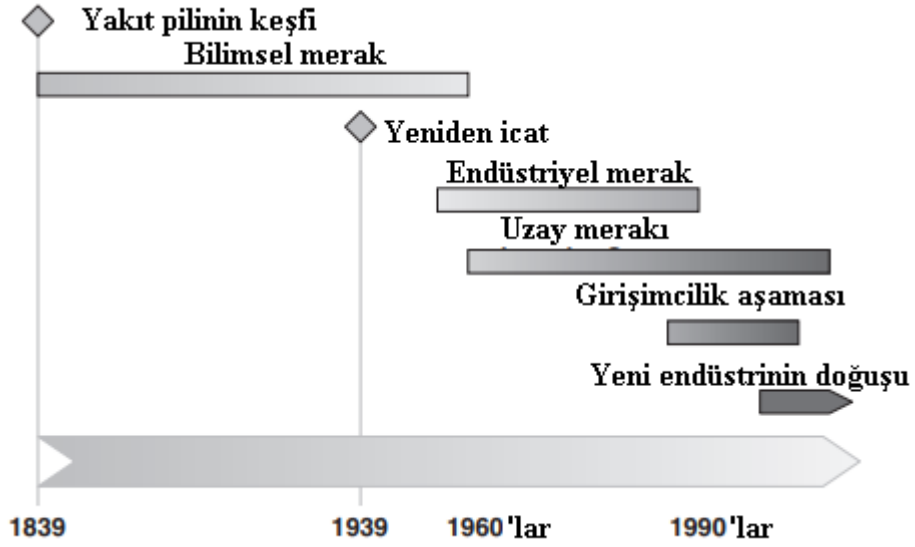 Yakıt pilinin keşfi
Bilimsel merak
Yeniden icat
Endüstriyel merak
Uzay merakı
Girişimcilik aşaması
Yeni endüstrinin doğuşu
1839 1939 1960'lar 1990'lar